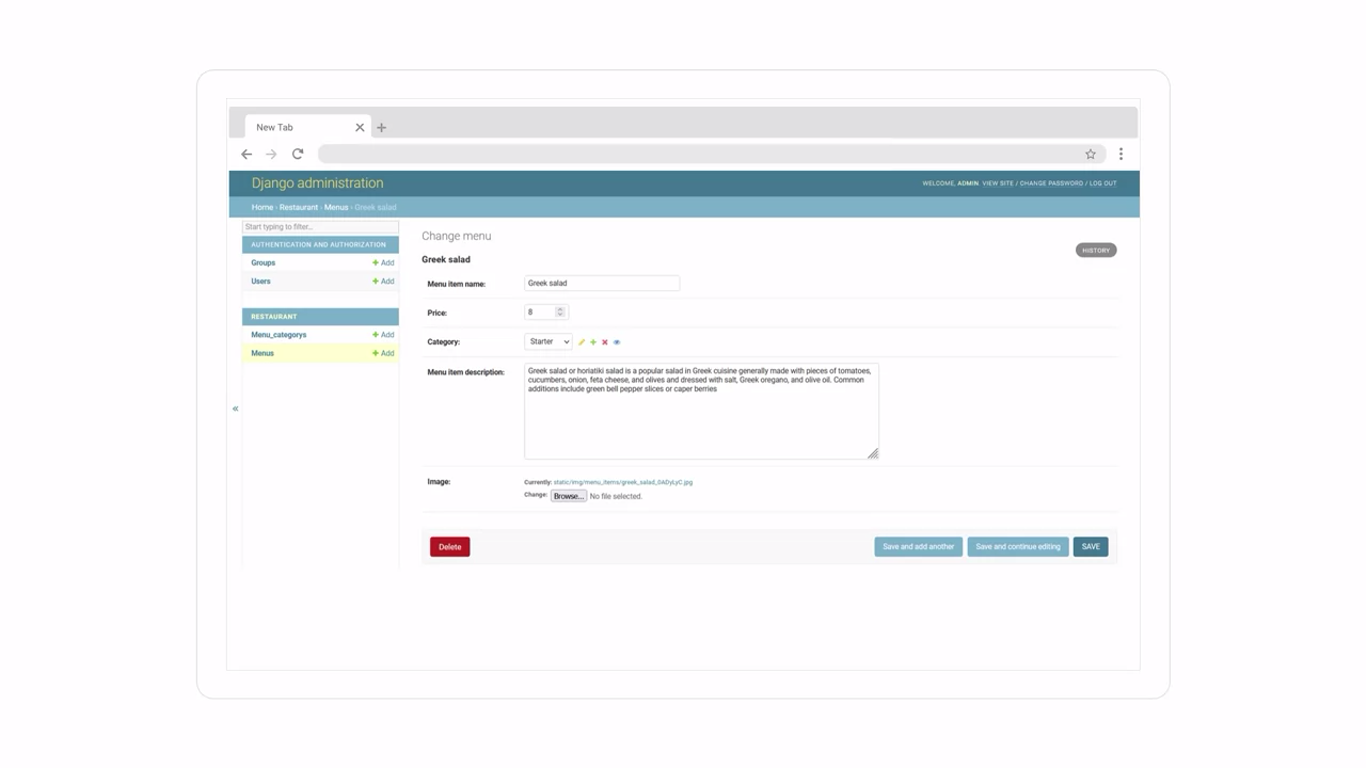 New Tab
Django administration
WELCOME, ADMIN. VIEW SITE / CHANGE PASSWORD / LOG OUT
Home › Restaurant › Menus › Greek salad
Start typing to filter...
AUTHENTICATION AND AUTHORIZATION
Groups + Add
Users + Add
RESTAURANT
Menu_categorys + Add
Menus + Add
«
Change menu
HISTORY
Greek salad
Menu item name: Greek salad
Price: 8
Category: Starter
Menu item description: Greek salad or horiatiki salad is a popular salad in Greek cuisine generally made with pieces of tomatoes,
cucumbers, onion, feta cheese, and olives and dressed with salt, Greek oregano, and olive oil. Common
additions include green bell pepper slices or caper berries
Image: Currently: static/img/menu_items/greek_salad_0ADyLyC.jpg
Change: Browse... No file selected.
Delete
Save and add another
Save and continue editing
SAVE